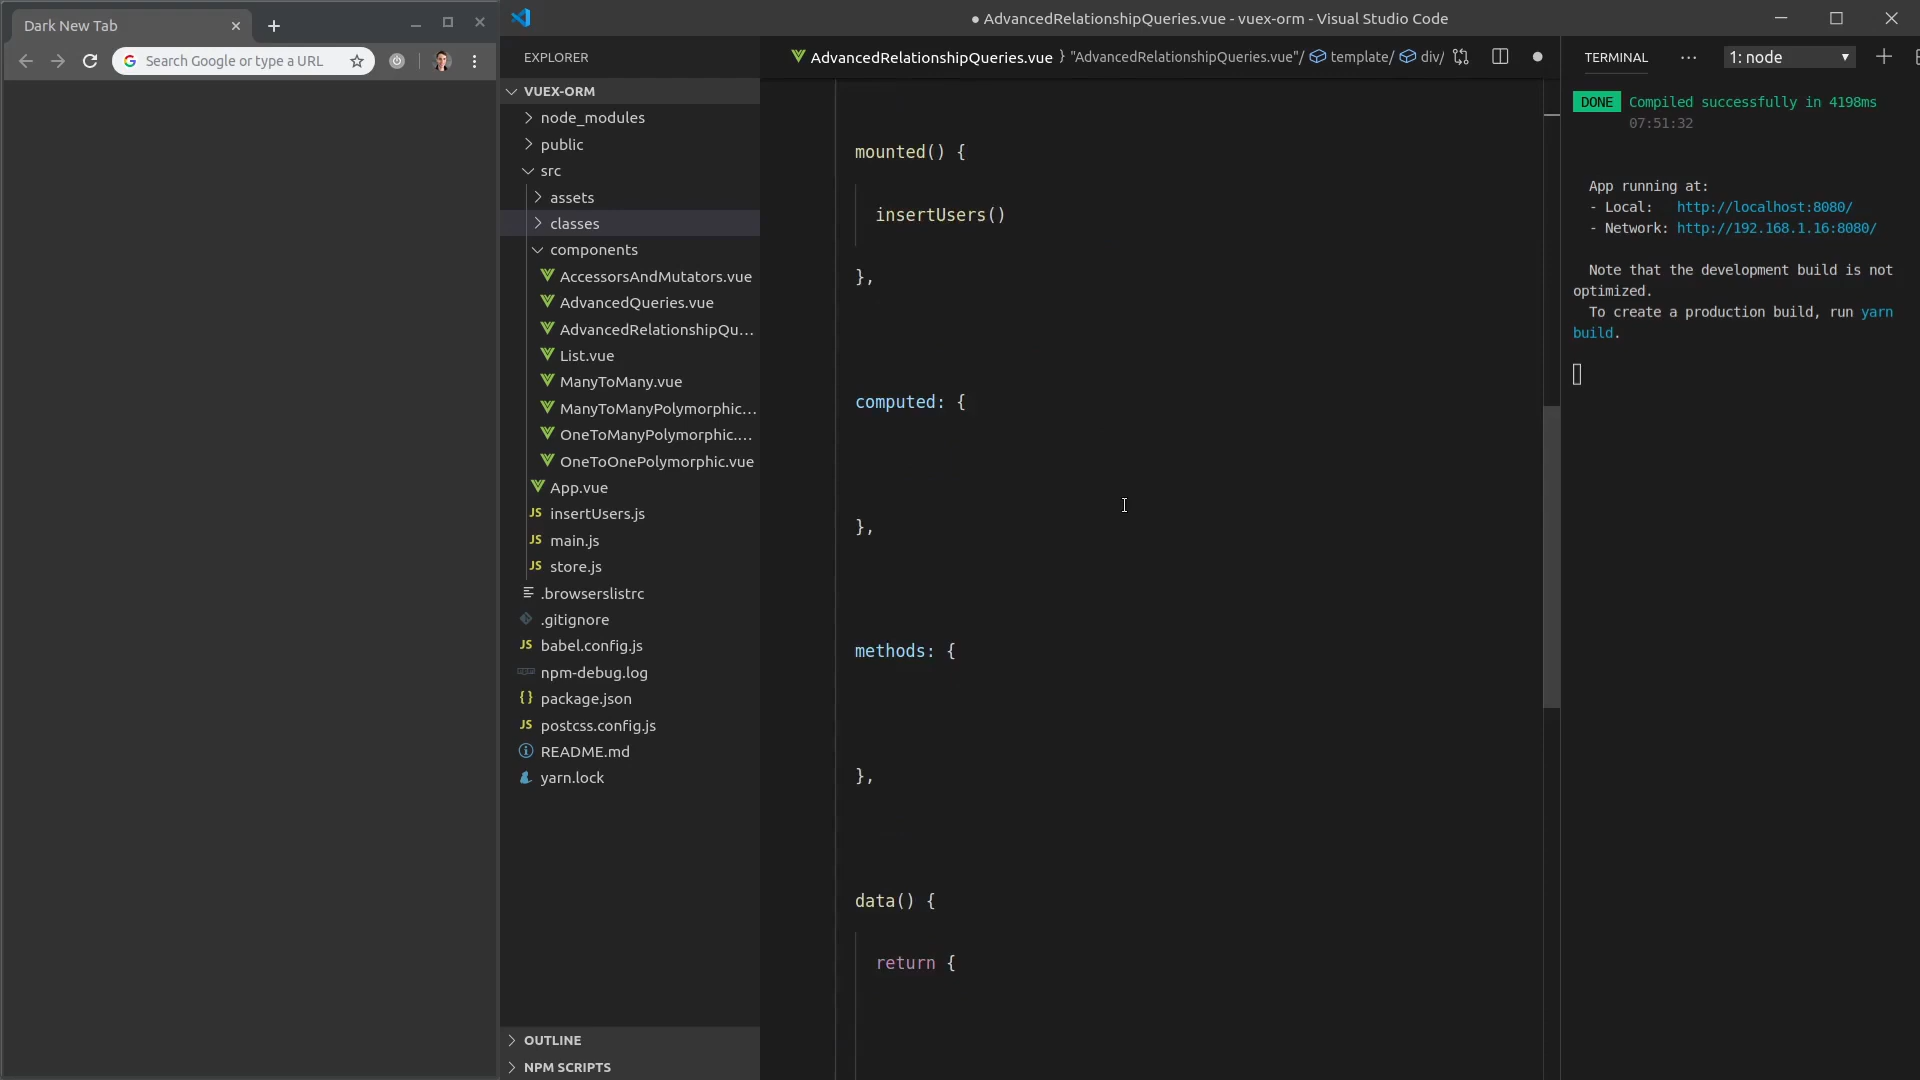 Dark New Tab
Search Google or type a URL
● AdvancedRelationshipQueries.vue - vuex-orm - Visual Studio Code
EXPLORER
VUEX-ORM
node_modules
public
src
assets
classes
components
AccessorsAndMutators.vue
AdvancedQueries.vue
AdvancedRelationshipQu...
List.vue
ManyToMany.vue
ManyToManyPolymorphic...
OneToManyPolymorphic....
OneToOnePolymorphic.vue
App.vue
JS insertUsers.js
JS main.js
JS store.js
.browserslistrc
.gitignore
JS babel.config.js
npm-debug.log
{} package.json
JS postcss.config.js
README.md
yarn.lock
OUTLINE
NPM SCRIPTS
AdvancedRelationshipQueries.vue } "AdvancedRelationshipQueries.vue"/ template/ div/
mounted() {
insertUsers()
},
computed: {
},
methods: {
},
data() {
return {
TERMINAL ... 1: node
DONE Compiled successfully in 4198ms
07:51:32
App running at:
- Local: http://localhost:8080/
- Network: http://192.168.1.16:8080/
Note that the development build is not
optimized.
To create a production build, run yarn
build.